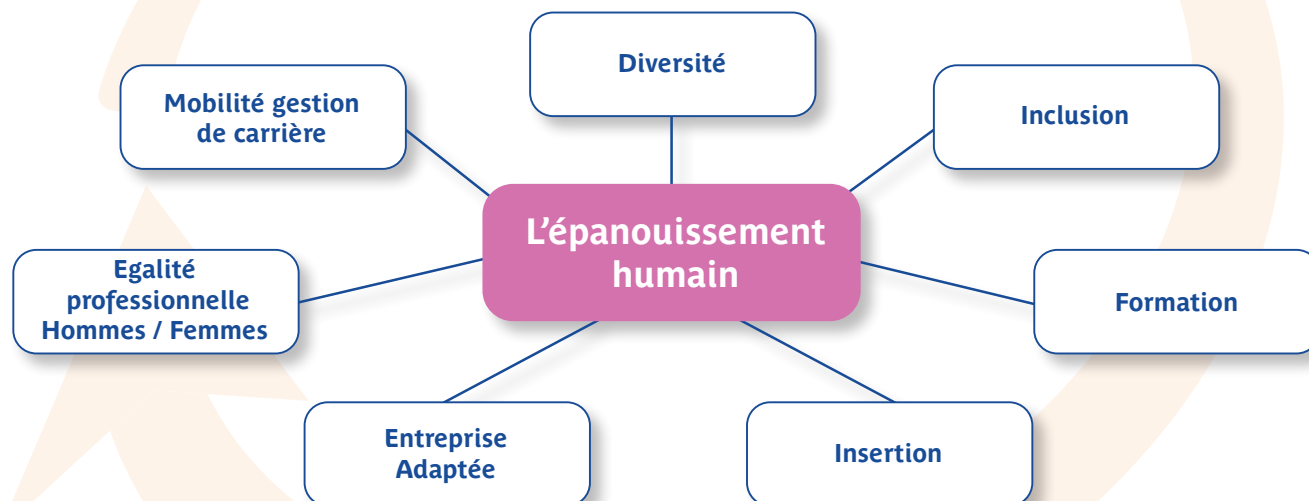 Diversité
Mobilité gestion
de carrière
Inclusion
L'épanouissement
humain
Egalité
professionnelle
Hommes / Femmes
Formation
Entreprise
Adaptée
Insertion